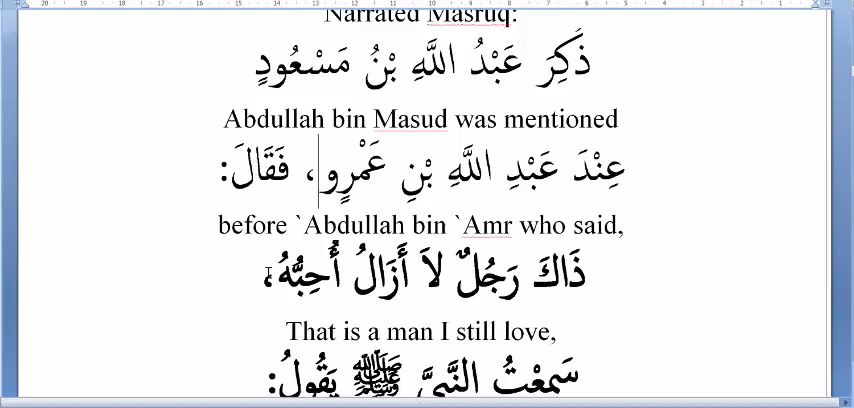 Narrated Masruq:
ذُكِرَ عَبْدُ اللَّهِ بْنُ مَسْعُودٍ
Abdullah bin Masud was mentioned
عِنْدَ عَبْدِ اللَّهِ بْنِ عَمْرٍو، فَقَالَ:
before `Abdullah bin `Amr who said,
ذَاكَ رَجُلٌ لاَ أَزَالُ أُحِبُّهُ،
That is a man I still love,
سَمِعْتُ النَّبِيَّ ﷺ يَقُولُ: